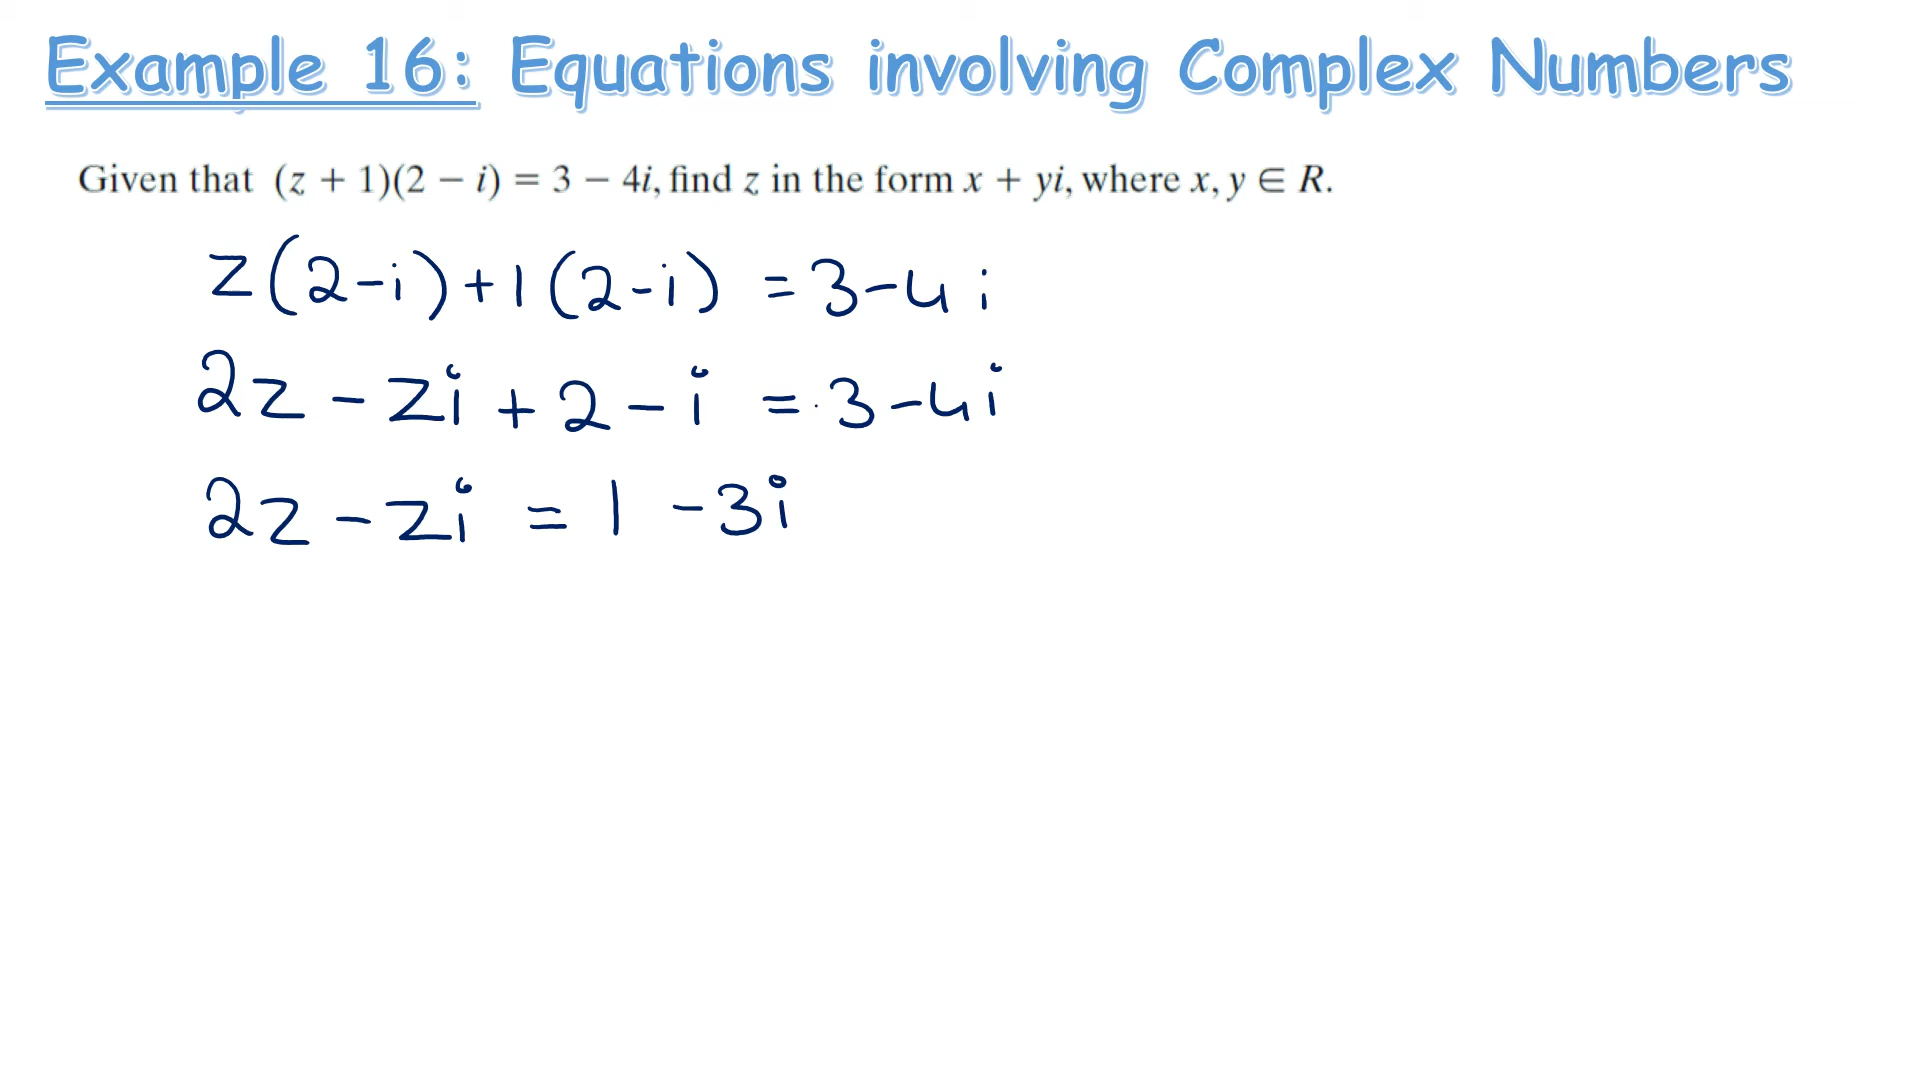 Example 16: Equations involving Complex Numbers
Given that (z + 1)(2 − i) = 3 − 4i, find z in the form x + yi, where x, y ∈ R.
z(2-i)+1(2-i) = 3-4i
2z - zi + 2 - i = 3-4i
2z - zi = 1 -3i